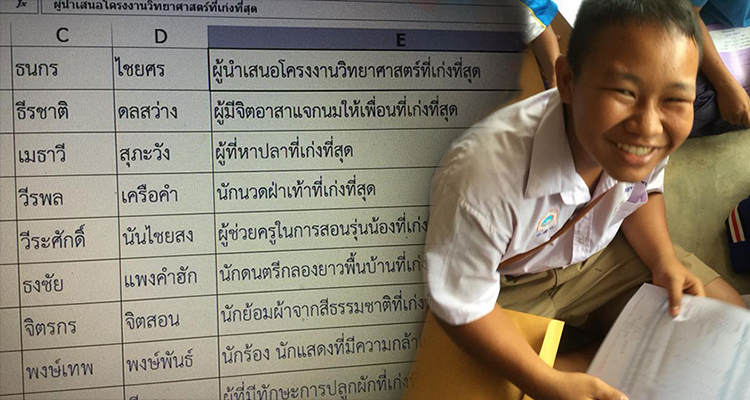 fx ผู้นำเสนอโครงงานวิทยาศาสตร์ที่เก่งที่สุด
C D E
ธนกร ไชยศร ผู้นำเสนอโครงงานวิทยาศาสตร์ที่เก่งที่สุด
ธีรชาติ ดลสว่าง ผู้มีจิตอาสาแจกนมให้เพื่อนที่เก่งที่สุด
เมธาวี สุภะวัง ผู้ที่หาปลาที่เก่งที่สุด
วีรพล เครือคำ นักนวดฝ่าเท้าที่เก่งที่สุด
วีระศักดิ์ นันไชยสง ผู้ช่วยครูในการสอนรุ่นน้องที่เก่ง
ธงชัย แพงคำฮัก นักดนตรีกลองยาวพื้นบ้านที่เก่ง
จิตรกร จิตสอน นักย้อมผ้าจากสีธรรมชาติที่เก่ง
พงษ์เทพ พงษ์พันธ์ นักร้อง นักแสดงที่มีความกล้า
ผู้ที่มีทักษะการปลูกผักที่เก่ง